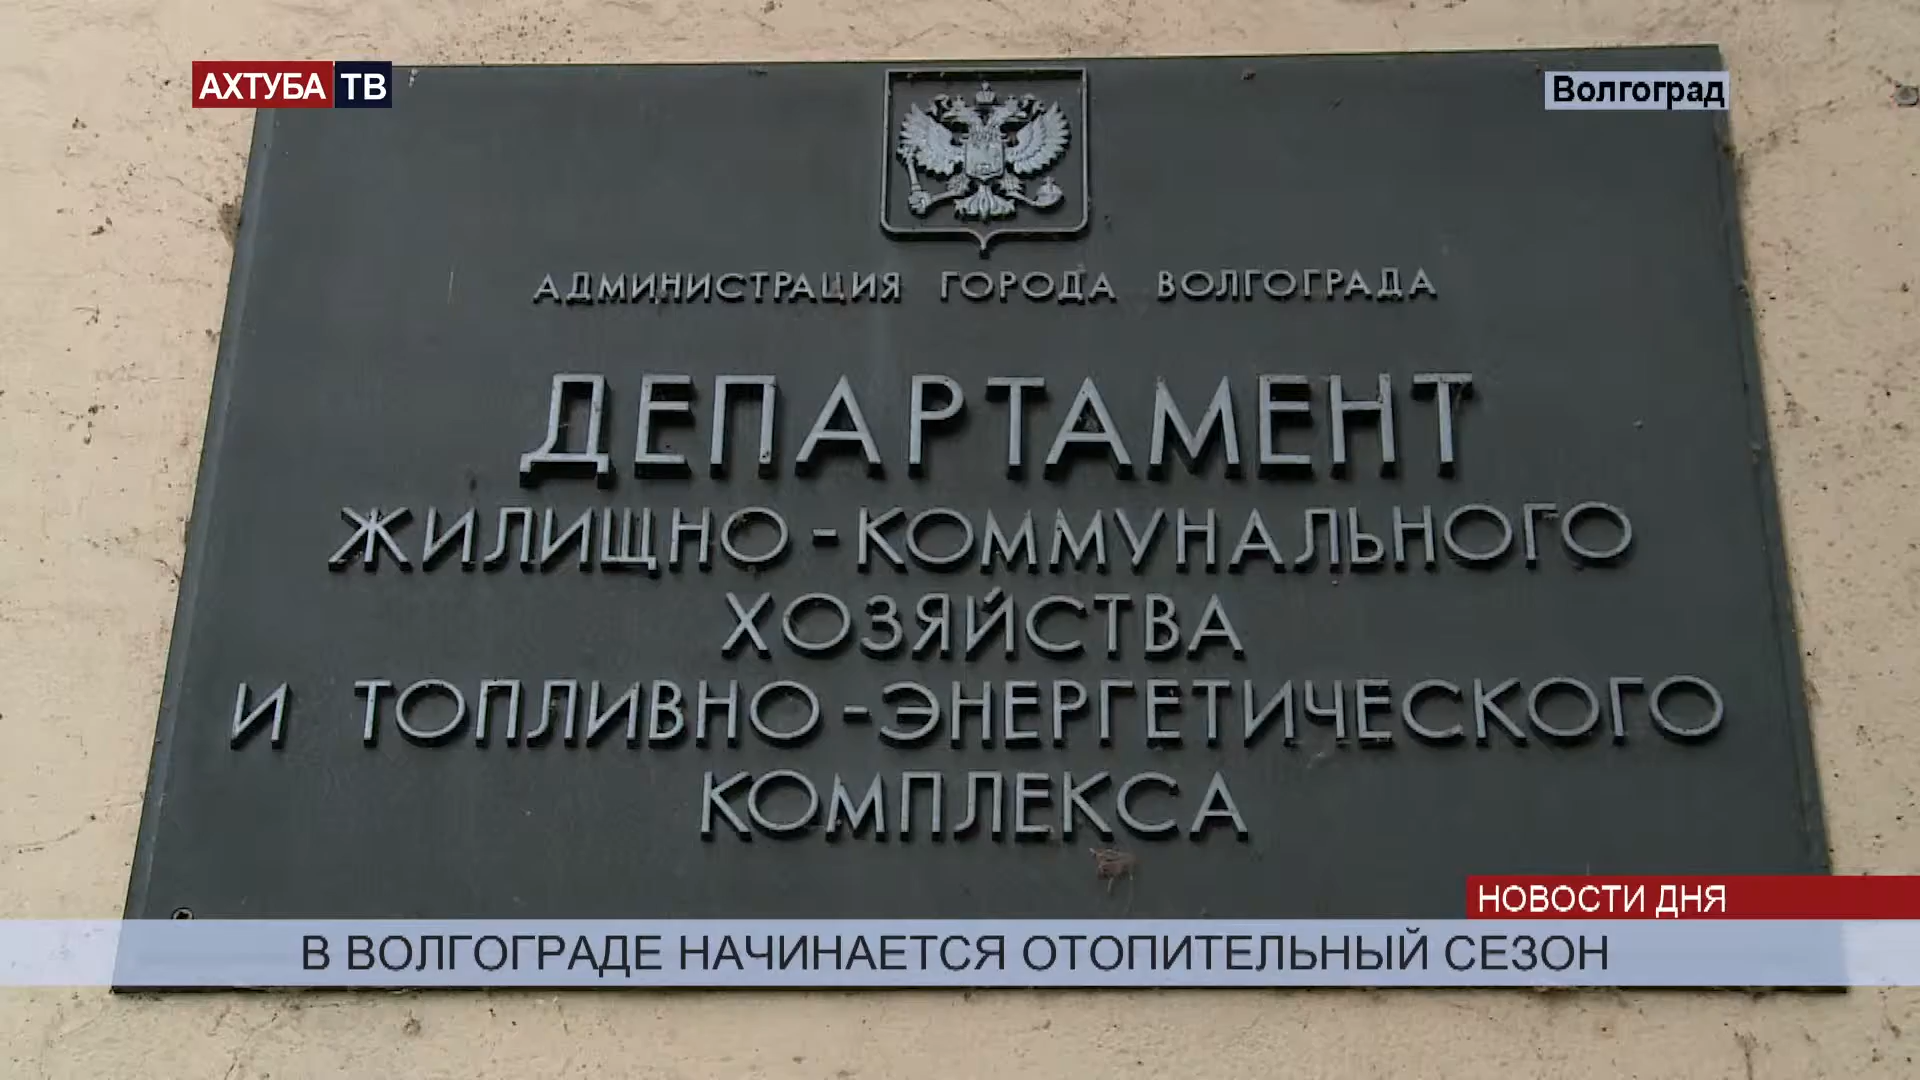 АХТУБА ТВ
Волгоград
АДМИНИСТРАЦИЯ ГОРОДА ВОЛГОГРАДА
ДЕПАРТАМЕНТ
ЖИЛИЩНО-КОММУНАЛЬНОГО
ХОЗЯЙСТВА
И ТОПЛИВНО-ЭНЕРГЕТИЧЕСКОГО
КОМПЛЕКСА
НОВОСТИ ДНЯ
В ВОЛГОГРАДЕ НАЧИНАЕТСЯ ОТОПИТЕЛЬНЫЙ СЕЗОН